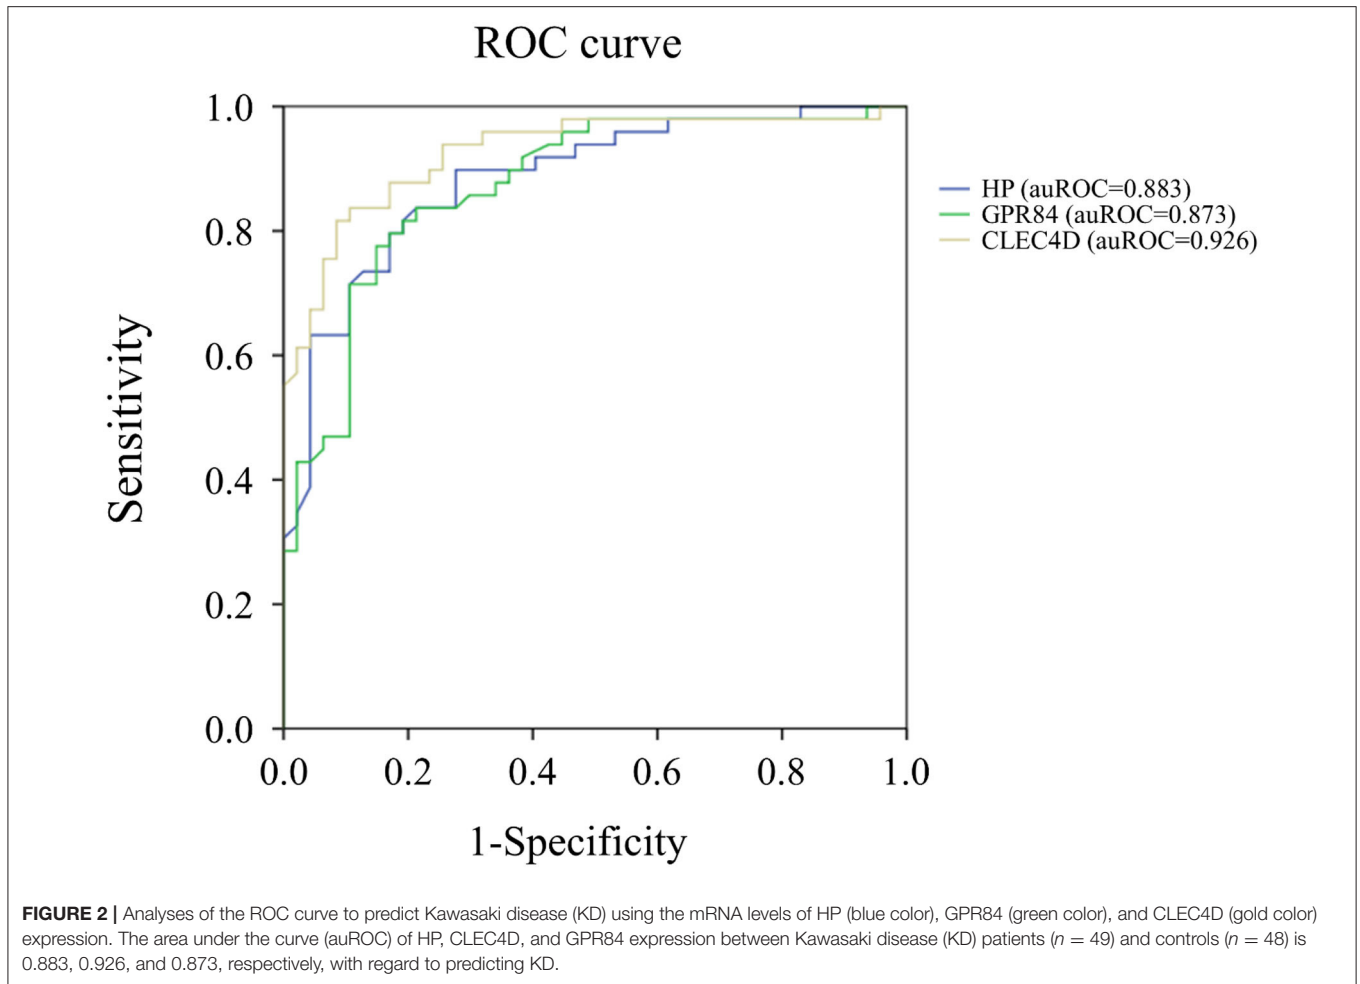 ROC curve
1.0
0.8
0.6
0.4
0.2
0.0
Sensitivity
0.0 0.2 0.4 0.6 0.8 1.0
1-Specificity
HP (auROC=0.883)
GPR84 (auROC=0.873)
CLEC4D (auROC=0.926)
FIGURE 2 | Analyses of the ROC curve to predict Kawasaki disease (KD) using the mRNA levels of HP (blue color), GPR84 (green color), and CLEC4D (gold color)
expression. The area under the curve (auROC) of HP, CLEC4D, and GPR84 expression between Kawasaki disease (KD) patients (n = 49) and controls (n = 48) is
0.883, 0.926, and 0.873, respectively, with regard to predicting KD.